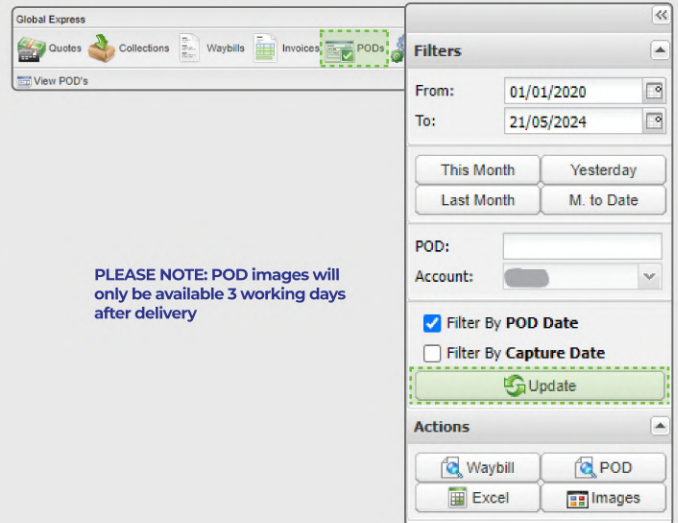 Global Express
Quotes Collections Waybills Invoices PODs
View POD's
PLEASE NOTE: POD images will
only be available 3 working days
after delivery
Filters
From: 01/01/2020
To: 21/05/2024
This Month Yesterday
Last Month M. to Date
POD:
Account:
Filter By POD Date
Filter By Capture Date
Update
Actions
Waybill POD
Excel Images